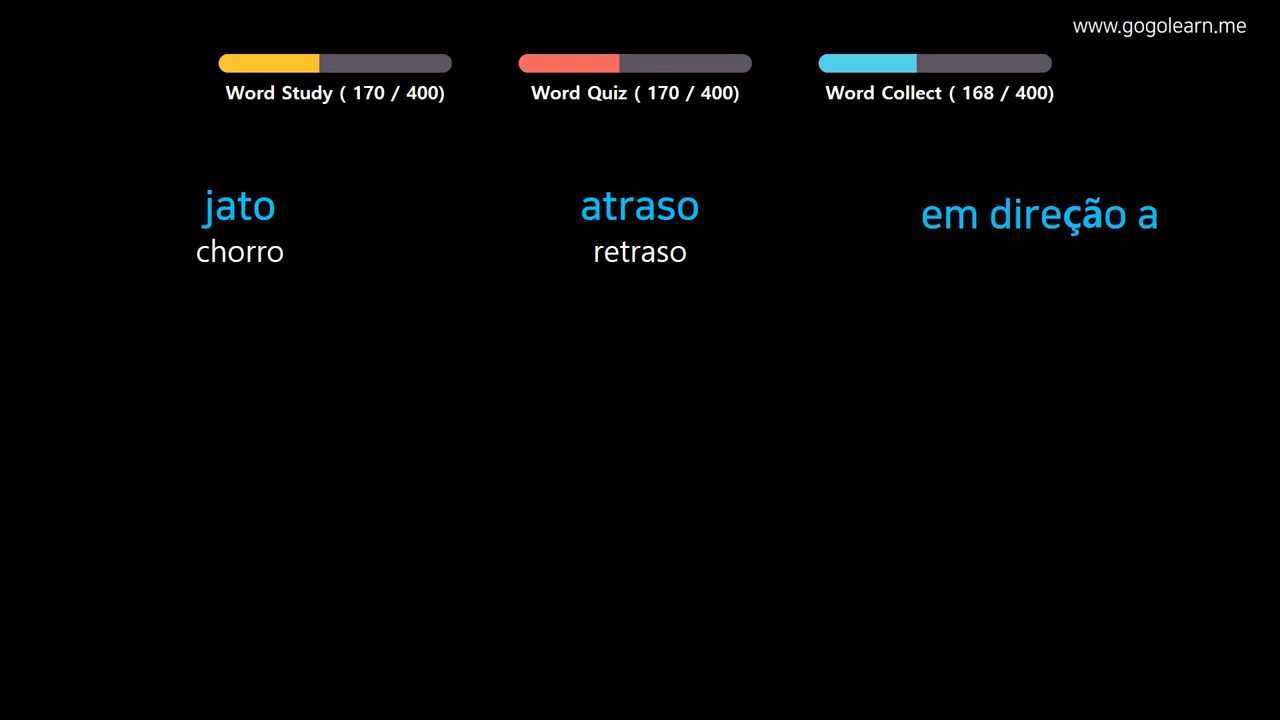 www.gogolearn.me
Word Study ( 170 / 400)
Word Quiz ( 170 / 400)
Word Collect ( 168 / 400)
jato
chorro
atraso
retraso
em direção a